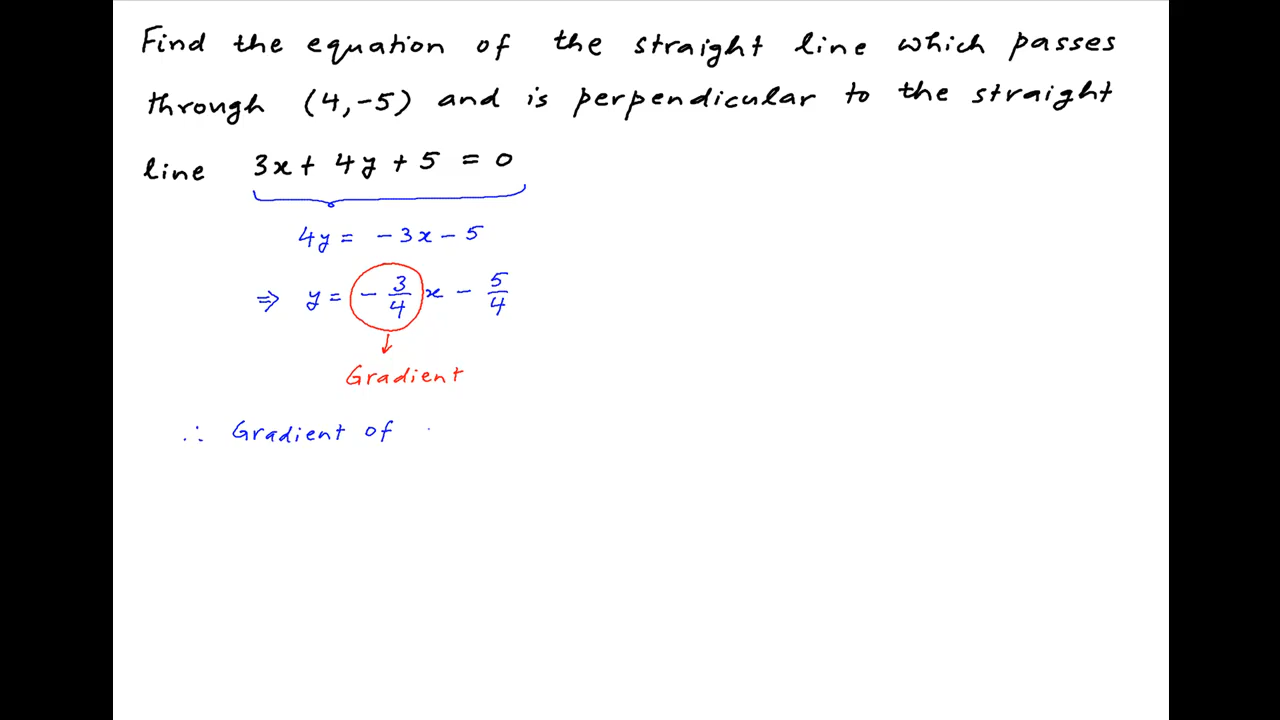 Find the equation of the straight line which passes
through (4,-5) and is perpendicular to the straight
line 3x + 4y + 5 = 0
4y = -3x - 5
⇒ y = -3/4 x - 5/4
Gradient
∴ Gradient of